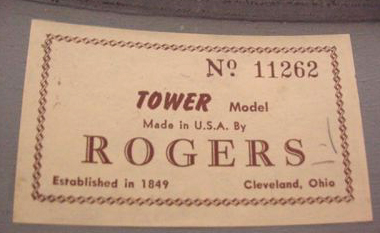 Nº 11262
TOWER Model
Made in U.S.A. By
ROGERS
Established in 1849 Cleveland, Ohio